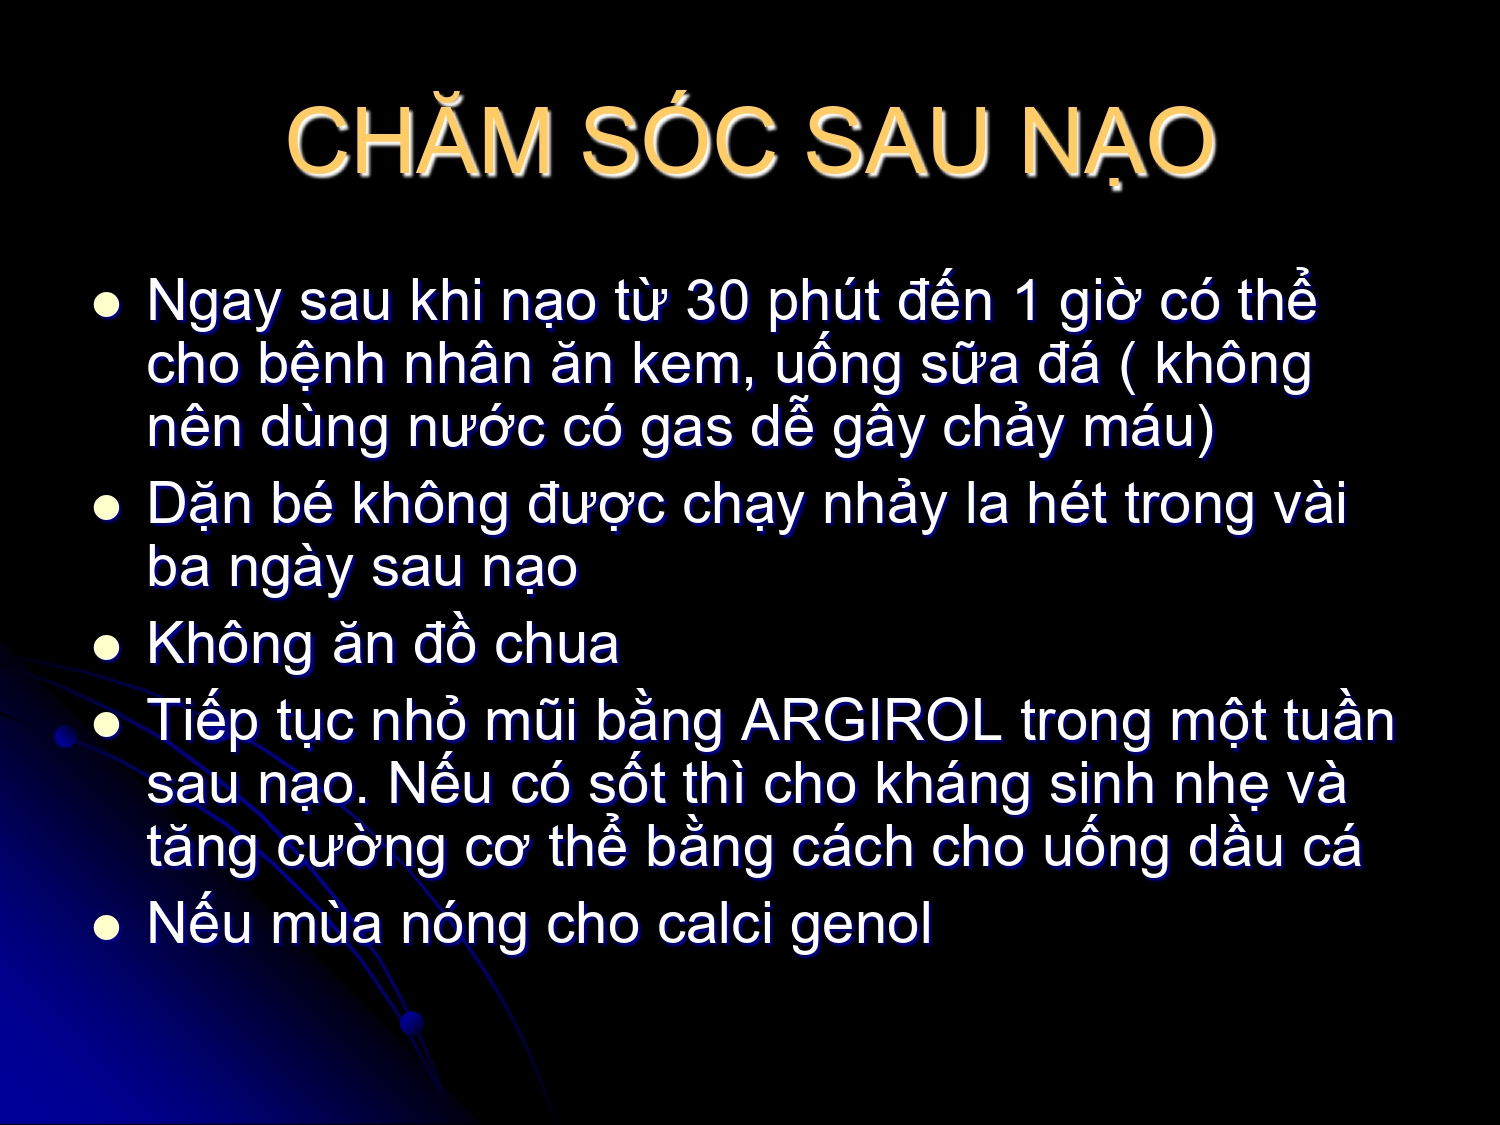 CHĂM SÓC SAU NẠO
● Ngay sau khi nạo từ 30 phút đến 1 giờ có thể
cho bệnh nhân ăn kem, uống sữa đá ( không
nên dùng nước có gas dễ gây chảy máu)
● Dặn bé không được chạy nhảy la hét trong vài
ba ngày sau nạo
● Không ăn đồ chua
● Tiếp tục nhỏ mũi bằng ARGIROL trong một tuần
sau nạo. Nếu có sốt thì cho kháng sinh nhẹ và
tăng cường cơ thể bằng cách cho uống dầu cá
● Nếu mùa nóng cho calci genol